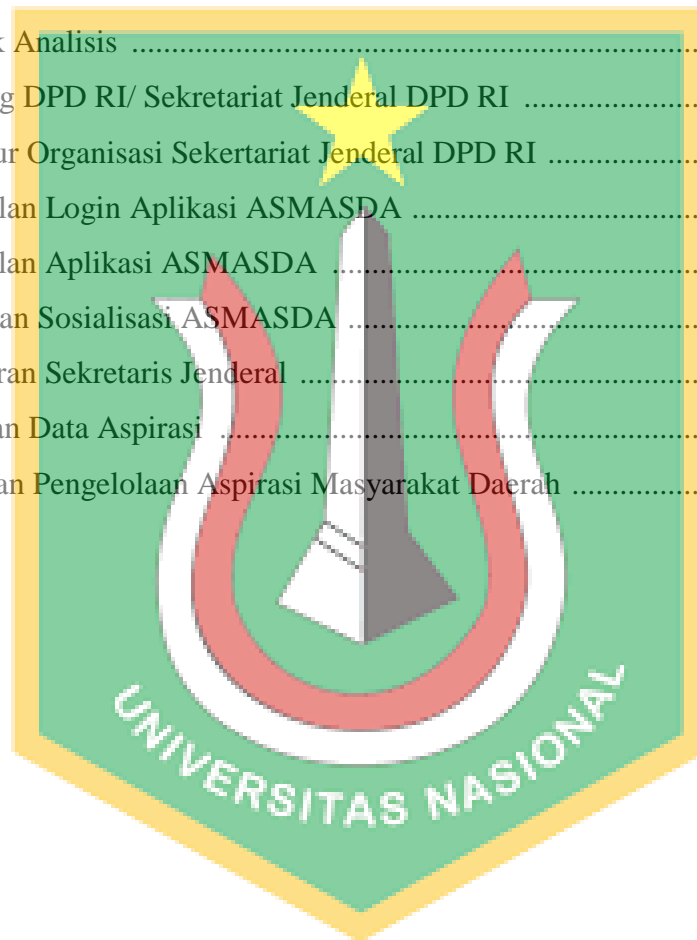 k Analisis ........................................................................
g DPD RI/ Sekretariat Jenderal DPD RI ......................
ur Organisasi Sekertariat Jenderal DPD RI ...................
lan Login Aplikasi ASMASDA ....................................
lan Aplikasi ASMASDA ..............................................
an Sosialisasi ASMASDA ............................................
ran Sekretaris Jenderal ..................................................
an Data Aspirasi ............................................................
an Pengelolaan Aspirasi Masyarakat Daerah ................
UNIVERSITAS NASIONAL